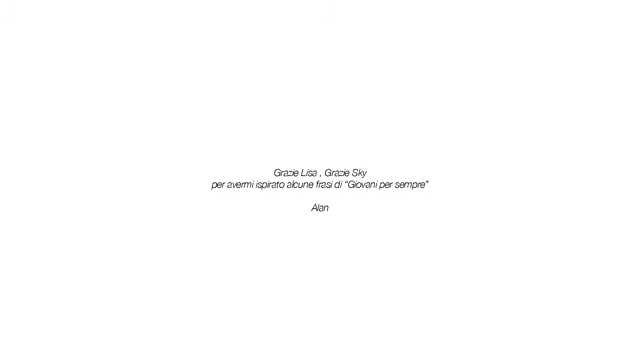 Grazie Lisa , Grazie Sky
per avermi ispirato alcune frasi di “Giovani per sempre”
Alan